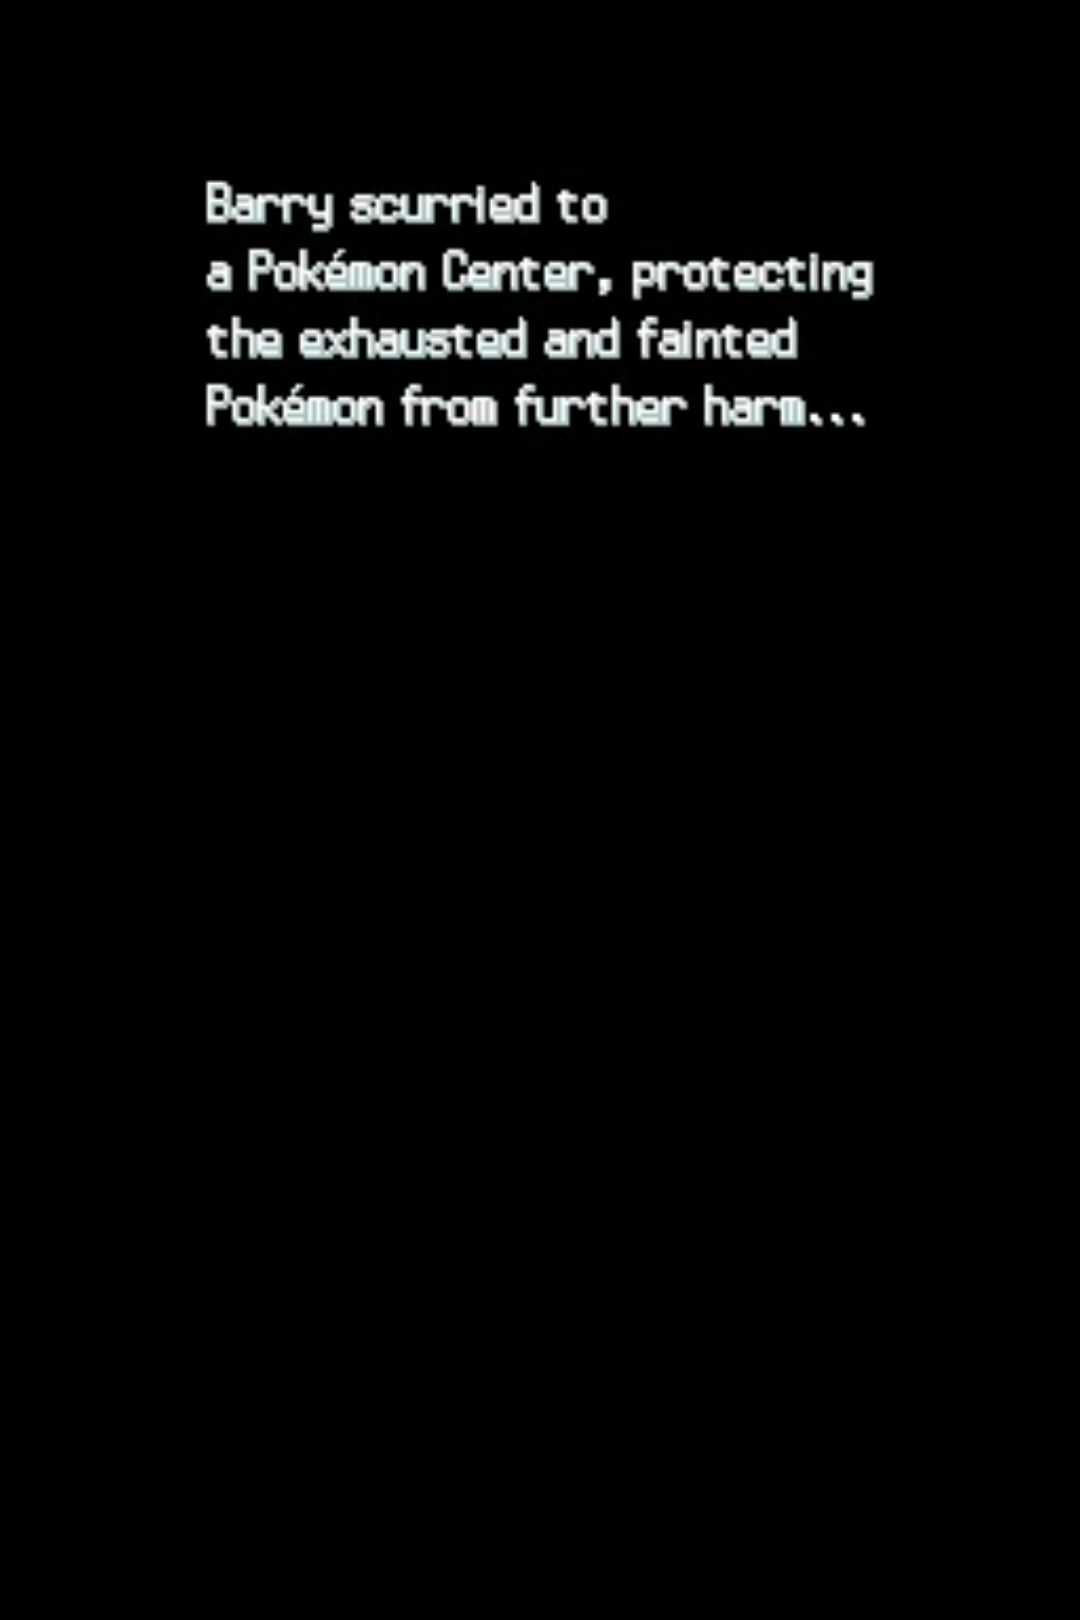 Barry scurried to
a Pokémon Center, protecting
the exhausted and fainted
Pokémon from further harm...